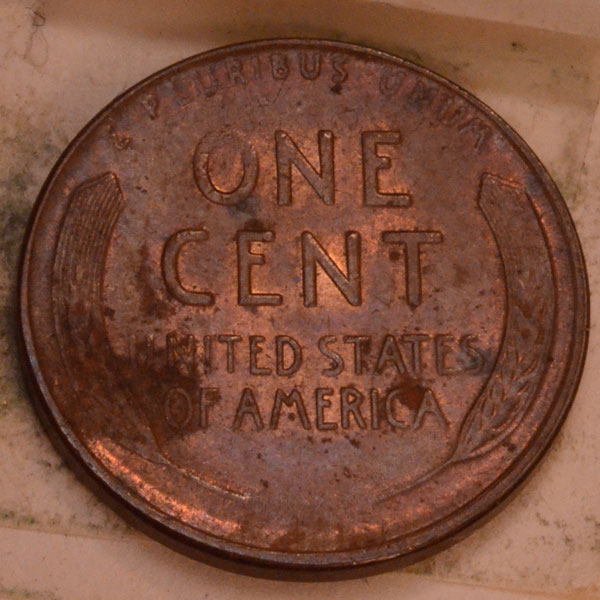 E PLURIBUS UNUM
ONE
CENT
UNITED STATES
OF AMERICA